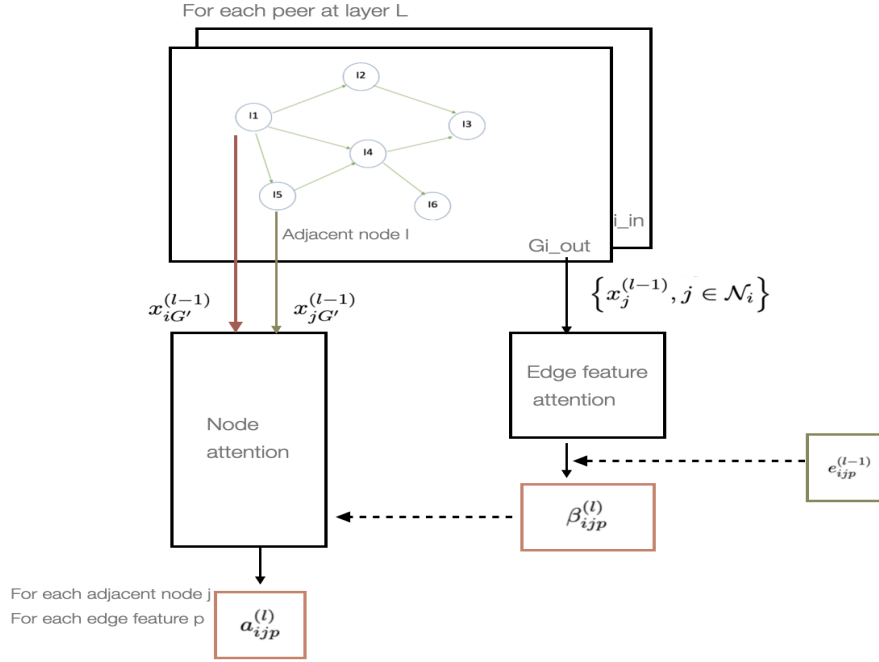 For each peer at layer L
I2
I1
I3
I4
I5
I6
Adjacent node I
i_in
Gi_out
x_{iG'}^{(l-1)}
x_{jG'}^{(l-1)}
{x_j^{(l-1)}, j ∈ N_i}
Node
attention
Edge feature
attention
e_{ijp}^{(l-1)}
β_{ijp}^{(l)}
For each adjacent node j
For each edge feature p
a_{ijp}^{(l)}